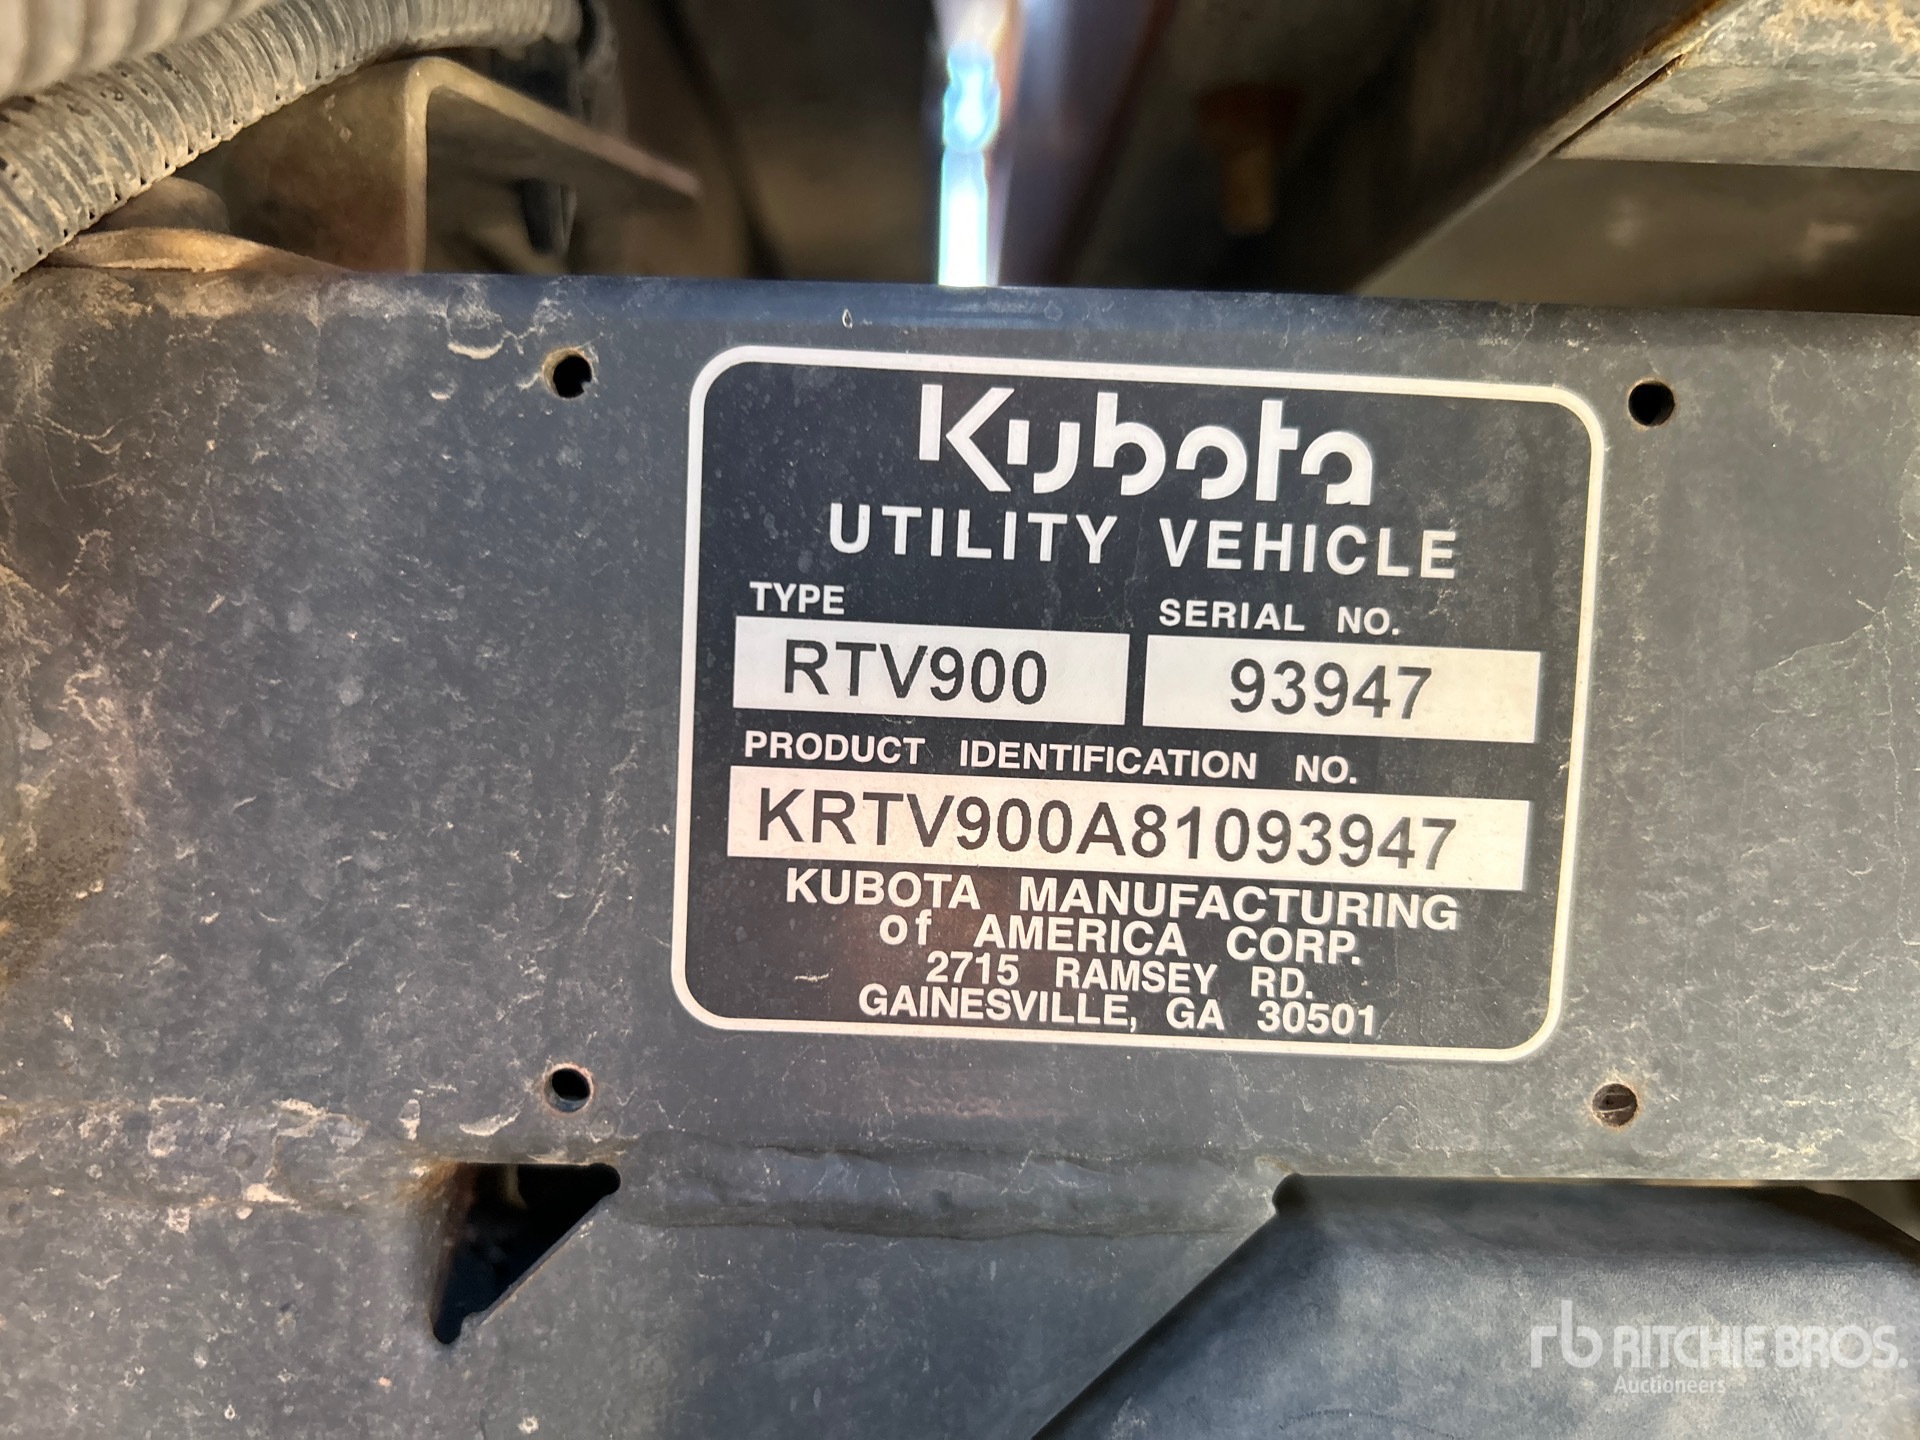 Kubota
UTILITY VEHICLE
TYPE SERIAL NO.
RTV900 93947
PRODUCT IDENTIFICATION NO.
KRTV900A81093947
KUBOTA MANUFACTURING
of AMERICA CORP.
2715 RAMSEY RD.
GAINESVILLE, GA 30501
rb RITCHIE BROS.
Auctioneers